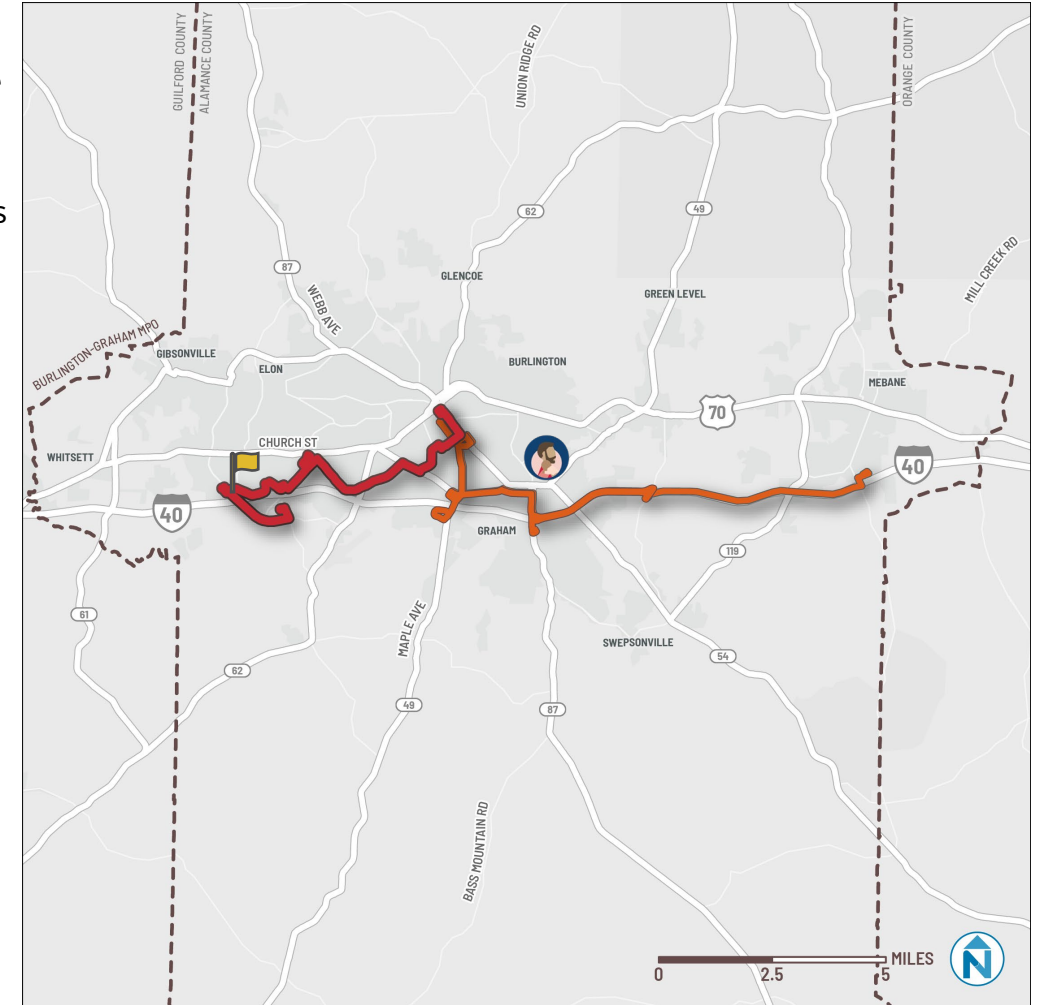 s
GUILFORD COUNTY
ALAMANCE COUNTY
UNION RIDGE RD
ORANGE COUNTY
62
49
MILL CREEK RD
87
GLENCOE
GREEN LEVEL
WEBB AVE
BURLINGTON-GRAHAM MPO
GIBSONVILLE
ELON
BURLINGTON
MEBANE
70
CHURCH ST
WHITSETT
40
40
GRAHAM
119
61
MAPLE AVE
SWEPSONVILLE
54
62
49
87
BASS MOUNTAIN RD
MILES
0 2.5 5
N